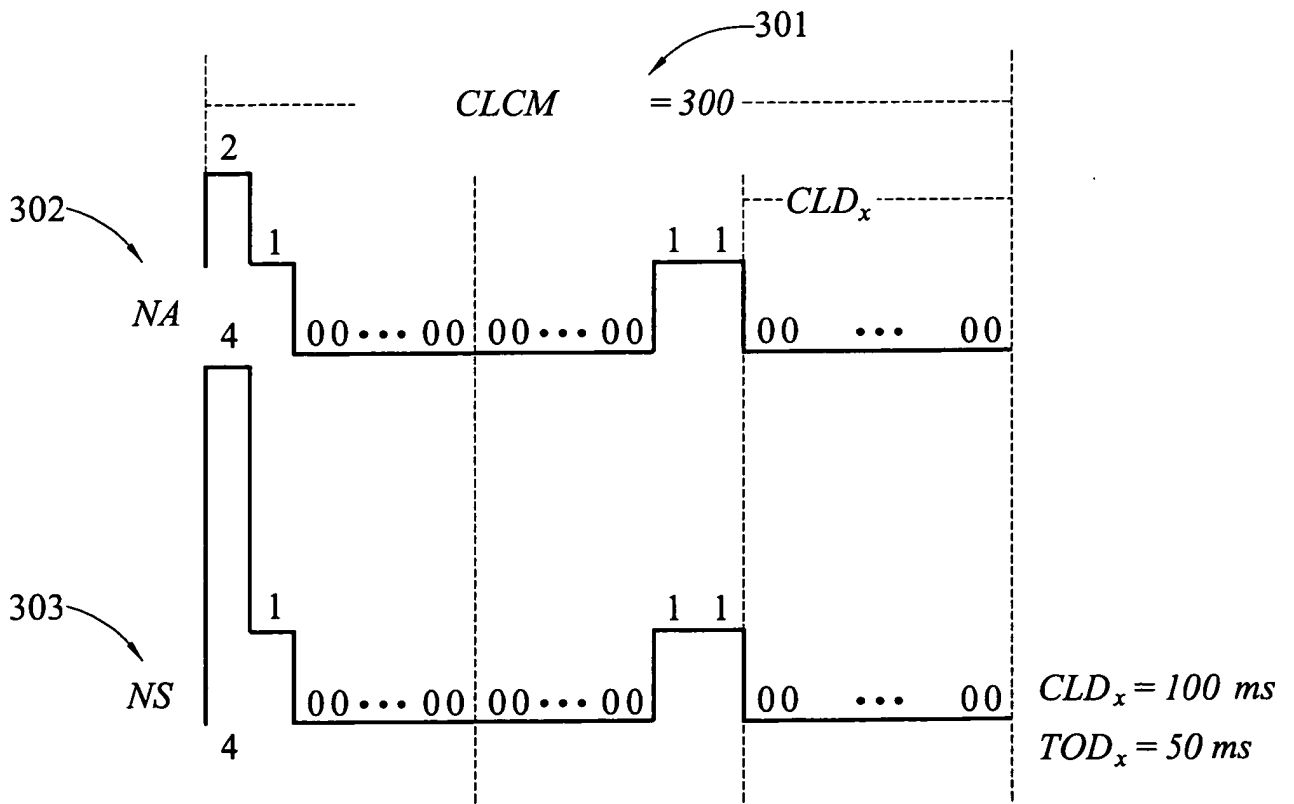 301
CLCM = 300
2
302
CLDx
1
1 1
NA
4
00 ••• 00 00 ••• 00 00 ••• 00
303
1
1 1
NS
00 ••• 00 00 ••• 00 00 ••• 00
CLDx = 100 ms
4
TODx = 50 ms